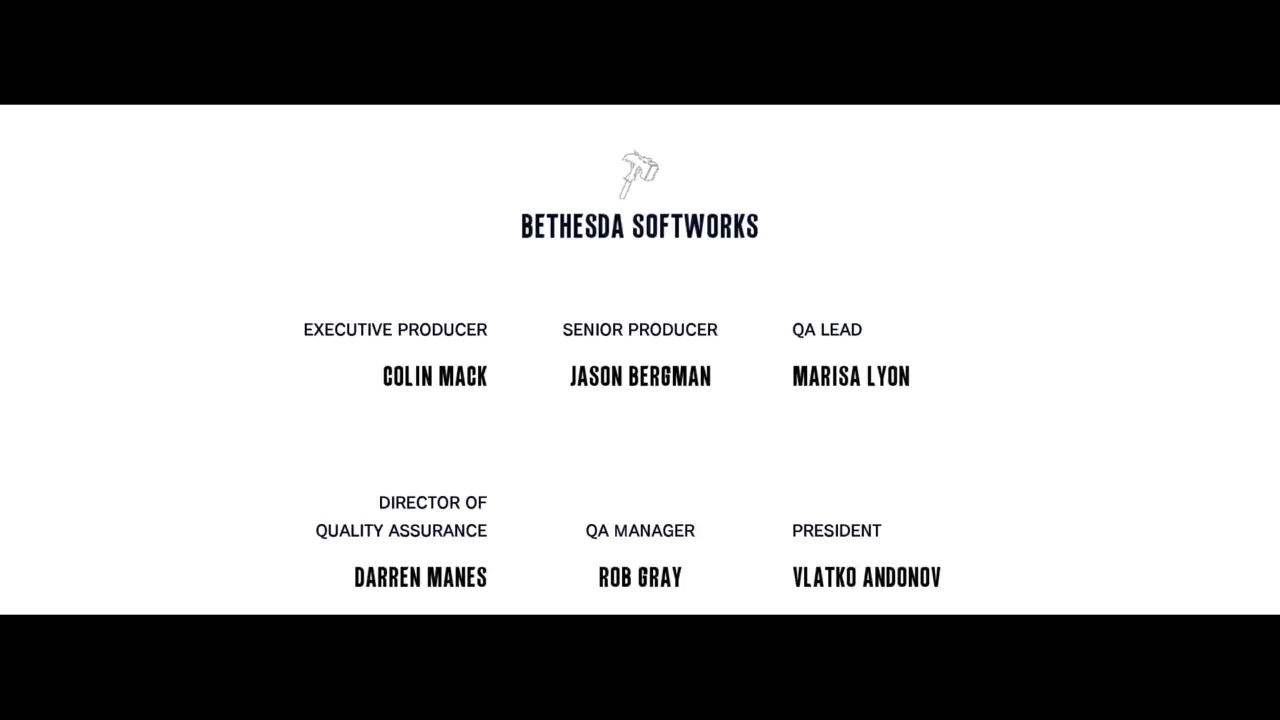 BETHESDA SOFTWORKS
EXECUTIVE PRODUCER
COLIN MACK
SENIOR PRODUCER
JASON BERGMAN
QA LEAD
MARISA LYON
DIRECTOR OF
QUALITY ASSURANCE
DARREN MANES
QA MANAGER
ROB GRAY
PRESIDENT
VLATKO ANDONOV